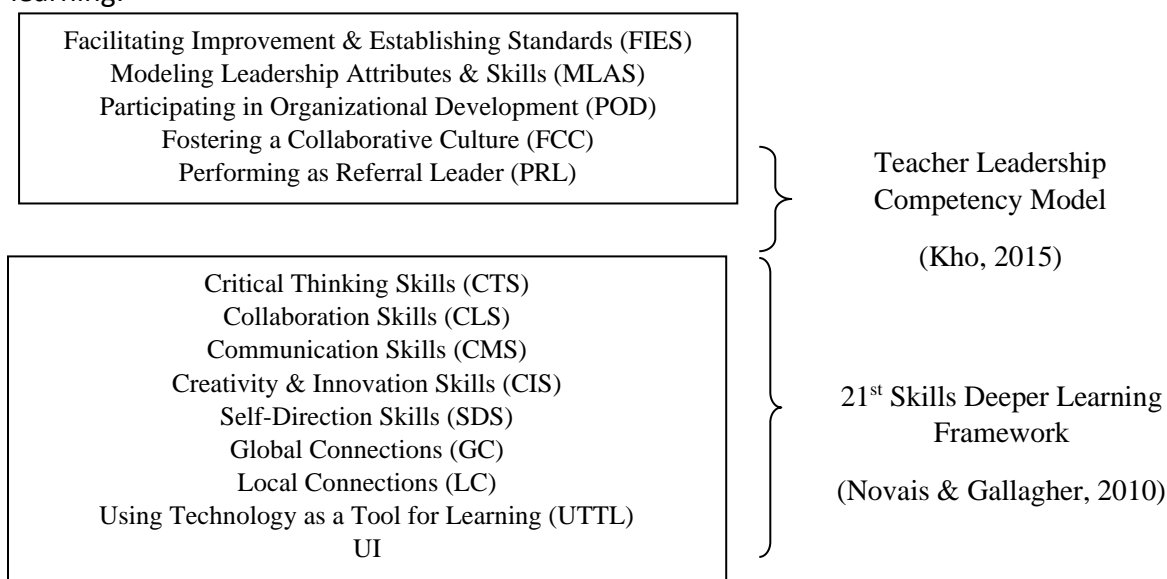 learning.
Facilitating Improvement & Establishing Standards (FIES)
Modeling Leadership Attributes & Skills (MLAS)
Participating in Organizational Development (POD)
Fostering a Collaborative Culture (FCC)
Performing as Referral Leader (PRL)
Teacher Leadership
Competency Model
(Kho, 2015)
Critical Thinking Skills (CTS)
Collaboration Skills (CLS)
Communication Skills (CMS)
Creativity & Innovation Skills (CIS)
Self-Direction Skills (SDS)
Global Connections (GC)
Local Connections (LC)
Using Technology as a Tool for Learning (UTTL)
UI
21st Skills Deeper Learning
Framework
(Novais & Gallagher, 2010)